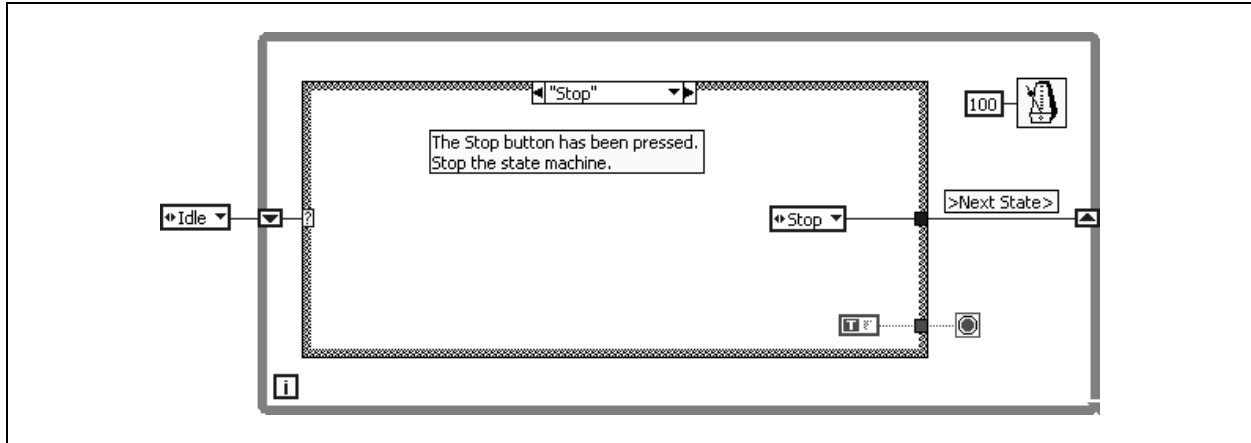 "Stop"
100
The Stop button has been pressed.
Stop the state machine.
>Next State>
Idle
?
Stop
T
i